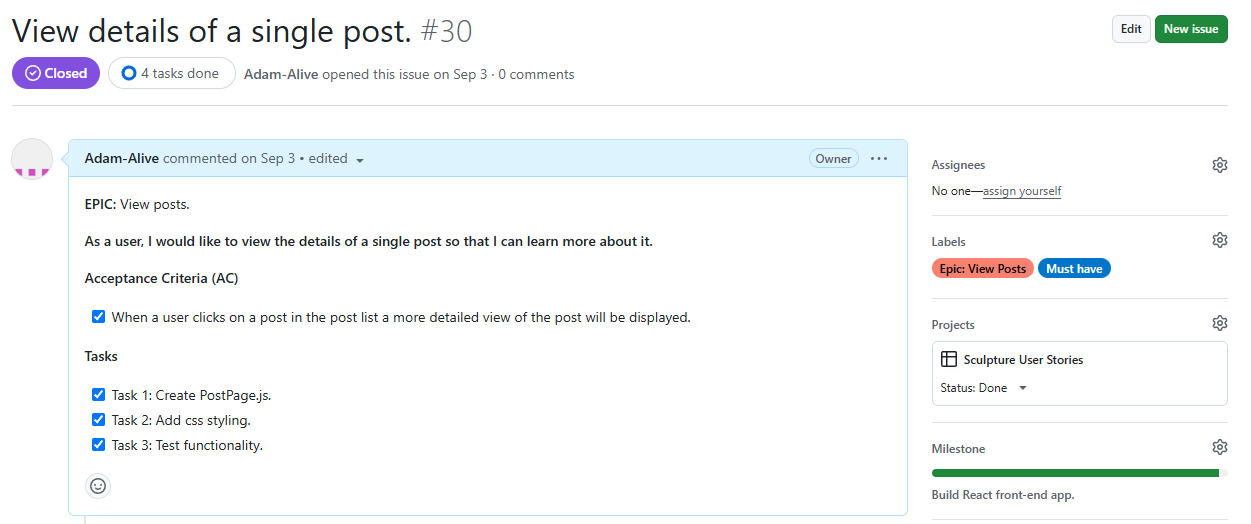 View details of a single post. #30
Edit
New issue
Closed
4 tasks done
Adam-Alive opened this issue on Sep 3 · 0 comments
Adam-Alive commented on Sep 3 • edited
Owner
EPIC: View posts.
As a user, I would like to view the details of a single post so that I can learn more about it.
Acceptance Criteria (AC)
When a user clicks on a post in the post list a more detailed view of the post will be displayed.
Tasks
Task 1: Create PostPage.js.
Task 2: Add css styling.
Task 3: Test functionality.
Assignees
No one—assign yourself
Labels
Epic: View Posts
Must have
Projects
Sculpture User Stories
Status: Done
Milestone
Build React front-end app.